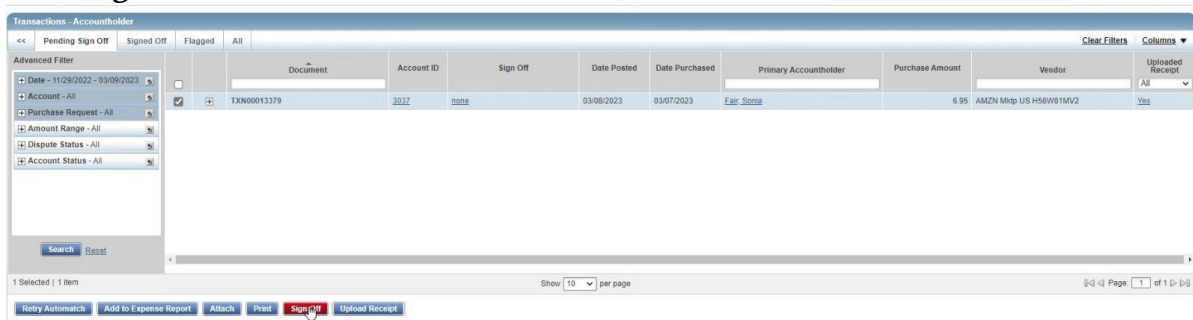 Transactions - Accountholder
<< Pending Sign Off Signed Off Flagged All Clear Filters Columns ▼
Advanced Filter
Document Account ID Sign Off Date Posted Date Purchased Primary Accountholder Purchase Amount Vendor Uploaded Receipt
All
+ Date - 11/29/2022 - 03/09/2023
+ Account - All
+ Purchase Request - All
+ Amount Range - All
+ Dispute Status - All
+ Account Status - All
TXN00013379 3037 none 03/08/2023 03/07/2023 Fair, Sonia 6.95 AMZN Mktp US H58W81MV2 Yes
Search Reset
1 Selected | 1 item Show 10 per page Page: 1 of 1
Retry Automatch Add to Expense Report Attach Print Sign Off Upload Receipt